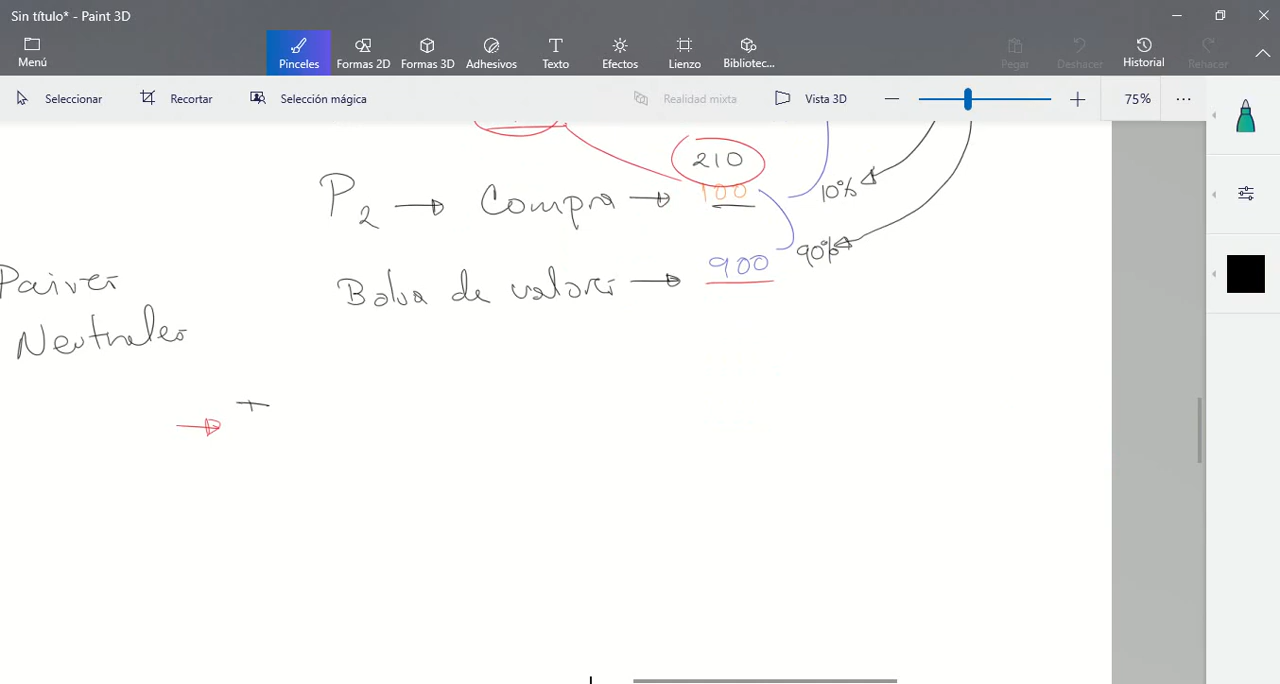 Sin título* - Paint 3D
Menú
Pinceles
Formas 2D
Formas 3D
Adhesivos
Texto
Efectos
Lienzo
Bibliotec...
Pegar
Deshacer
Historial
Rehacer
Seleccionar
Recortar
Selección mágica
Realidad mixta
Vista 3D
75%
210
P2 → Compra → 100
10%
Bolsa de valores → 900
90%
Paises
Neutrales
→